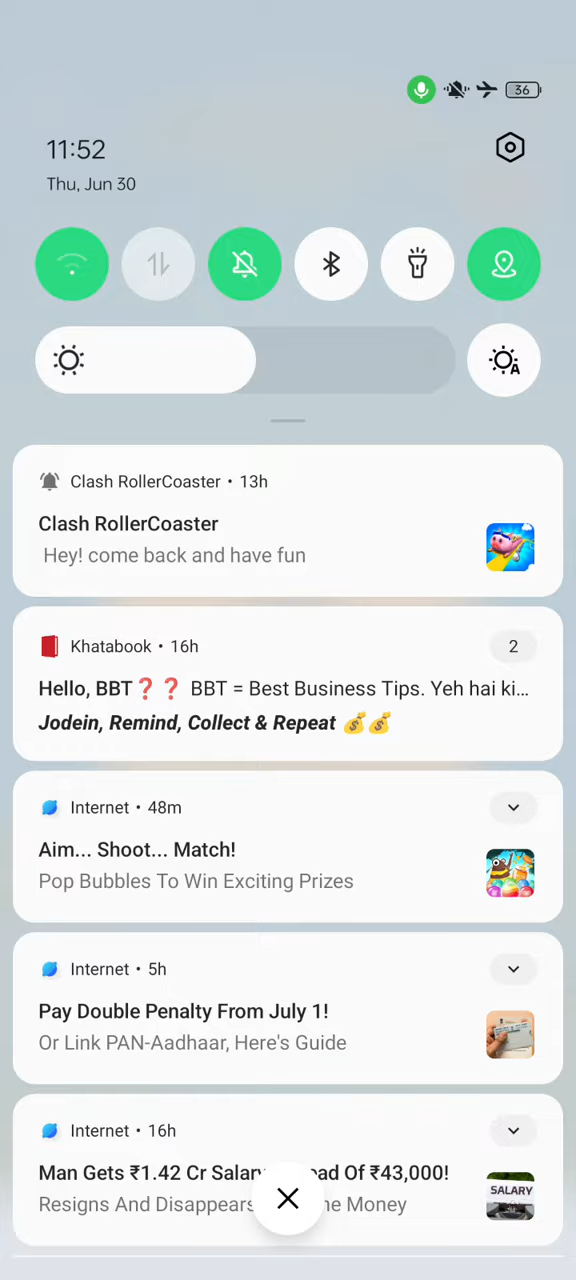 36
11:52
Thu, Jun 30
A
Clash RollerCoaster • 13h
Clash RollerCoaster
Hey! come back and have fun
Khatabook • 16h
2
Hello, BBT❓❓ BBT = Best Business Tips. Yeh hai ki...
Jodein, Remind, Collect & Repeat 💰💰
Internet • 48m
Aim... Shoot... Match!
Pop Bubbles To Win Exciting Prizes
Internet • 5h
Pay Double Penalty From July 1!
Or Link PAN-Aadhaar, Here's Guide
Internet • 16h
Man Gets ₹1.42 Cr Of ₹43,000!
Resigns And Disappears Money
SALARY